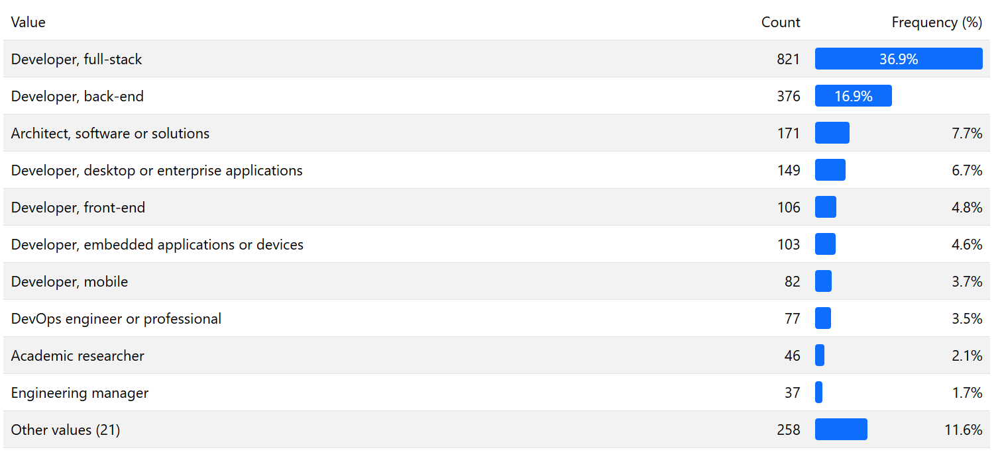 Value Count Frequency (%)
Developer, full-stack 821 36.9%
Developer, back-end 376 16.9%
Architect, software or solutions 171 7.7%
Developer, desktop or enterprise applications 149 6.7%
Developer, front-end 106 4.8%
Developer, embedded applications or devices 103 4.6%
Developer, mobile 82 3.7%
DevOps engineer or professional 77 3.5%
Academic researcher 46 2.1%
Engineering manager 37 1.7%
Other values (21) 258 11.6%